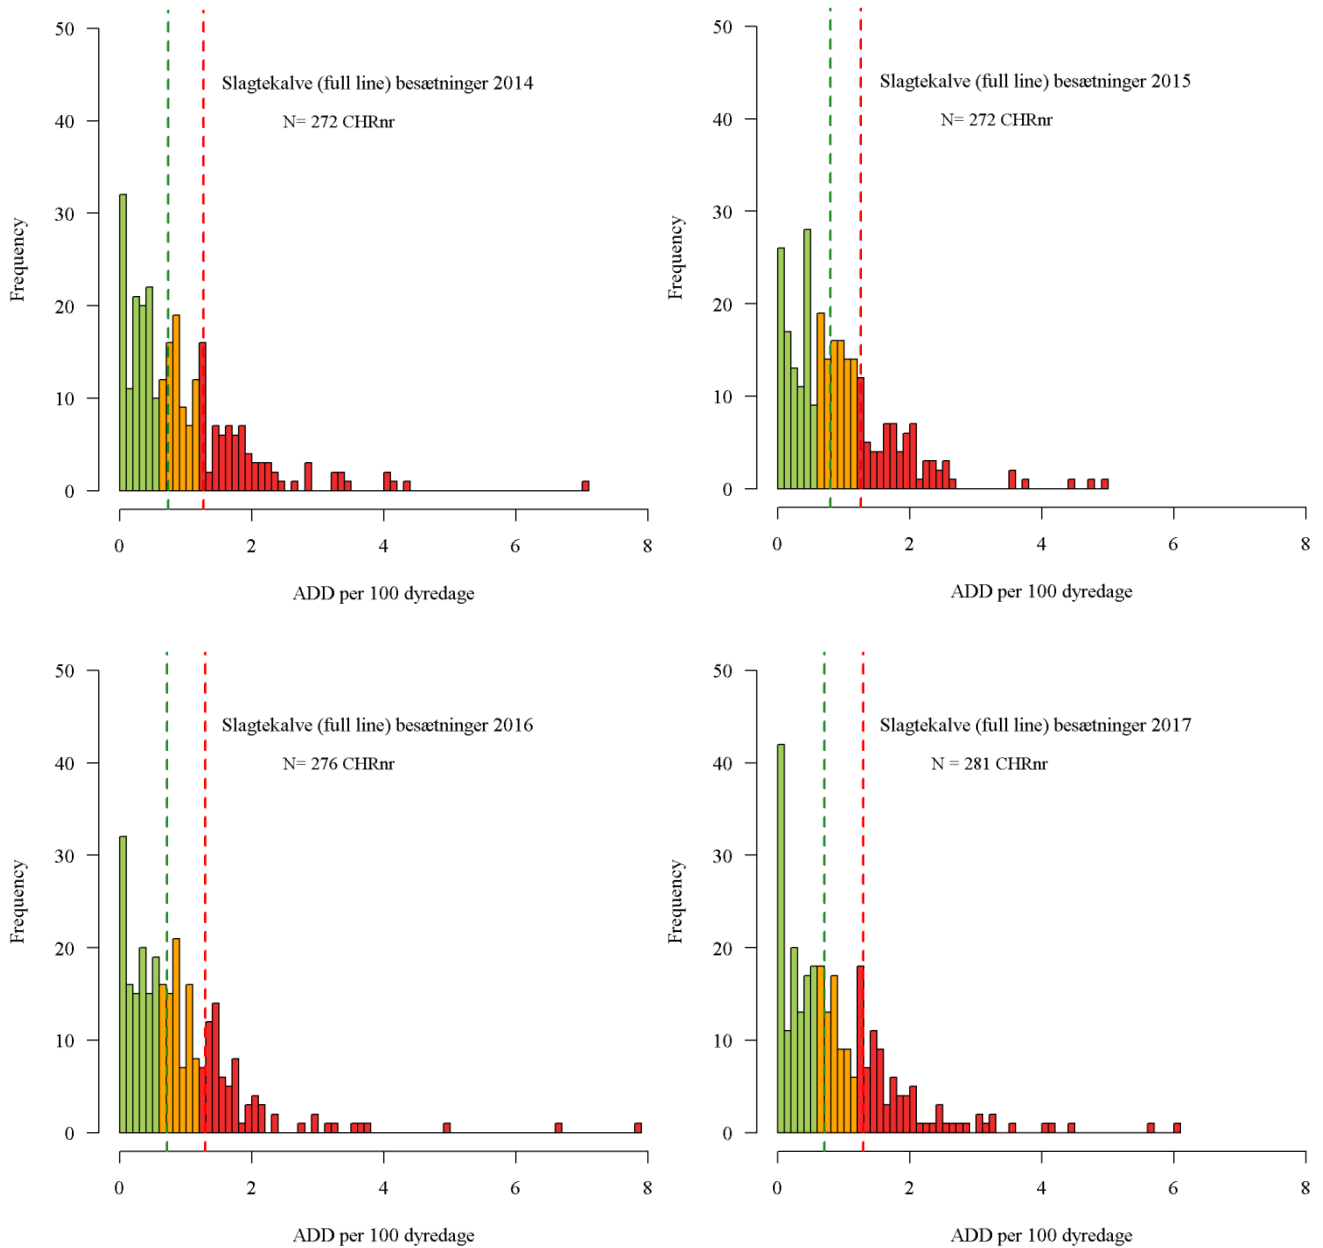 Slagtekalve (full line) besætninger 2014
N= 272 CHRnr
Frequency
50
40
30
20
10
0
0 2 4 6 8
ADD per 100 dyredage
Slagtekalve (full line) besætninger 2015
N= 272 CHRnr
Frequency
50
40
30
20
10
0
0 2 4 6 8
ADD per 100 dyredage
Slagtekalve (full line) besætninger 2016
N= 276 CHRnr
Frequency
50
40
30
20
10
0
0 2 4 6 8
ADD per 100 dyredage
Slagtekalve (full line) besætninger 2017
N = 281 CHRnr
Frequency
50
40
30
20
10
0
0 2 4 6 8
ADD per 100 dyredage